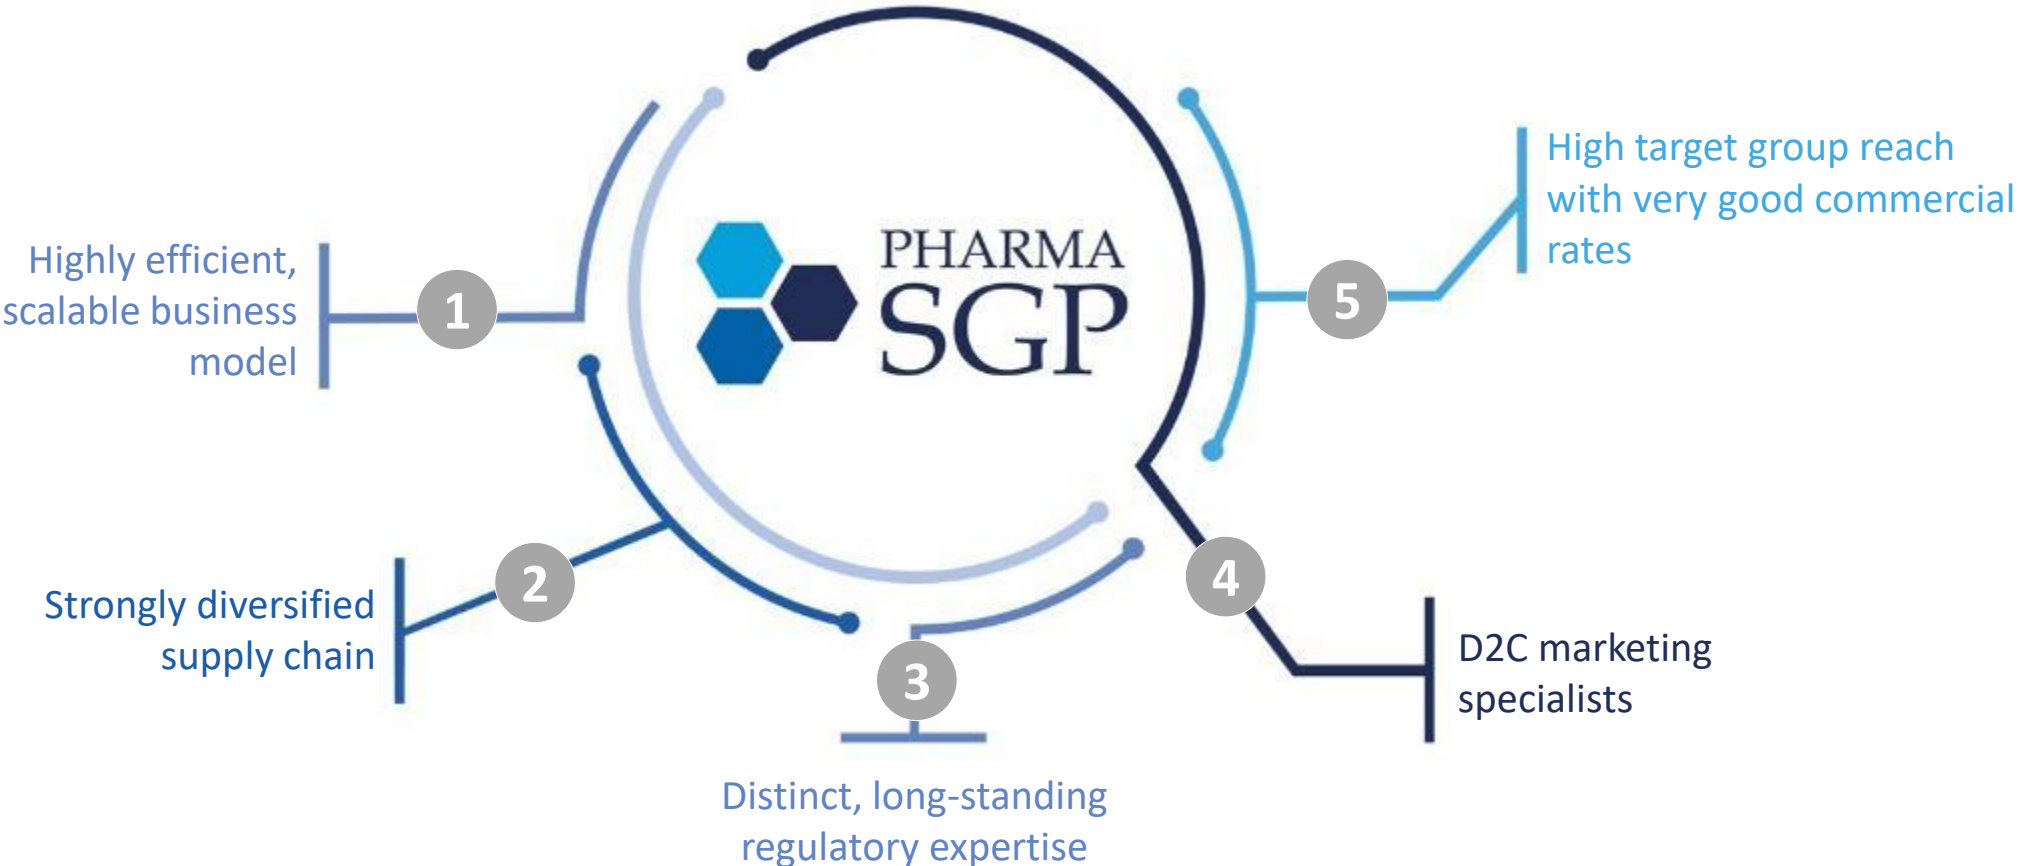 PHARMA
SGP
1
Highly efficient,
scalable business
model
2
Strongly diversified
supply chain
3
Distinct, long-standing
regulatory expertise
4
D2C marketing
specialists
5
High target group reach
with very good commercial
rates